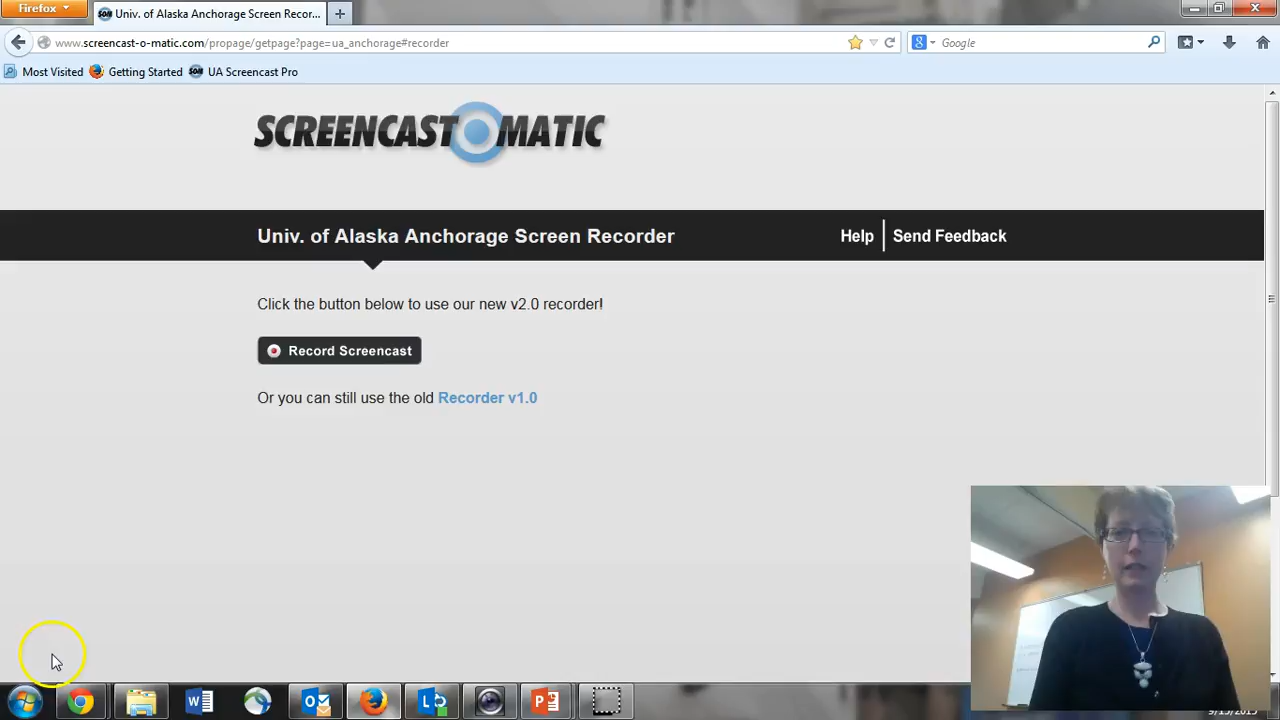 Firefox
Univ. of Alaska Anchorage Screen Recor...
www.screencast-o-matic.com/propage/getpage?page=ua_anchorage#recorder
Google
Most Visited
Getting Started
UA Screencast Pro
SCREENCAST O MATIC
Univ. of Alaska Anchorage Screen Recorder
Help
Send Feedback
Click the button below to use our new v2.0 recorder!
Record Screencast
Or you can still use the old Recorder v1.0